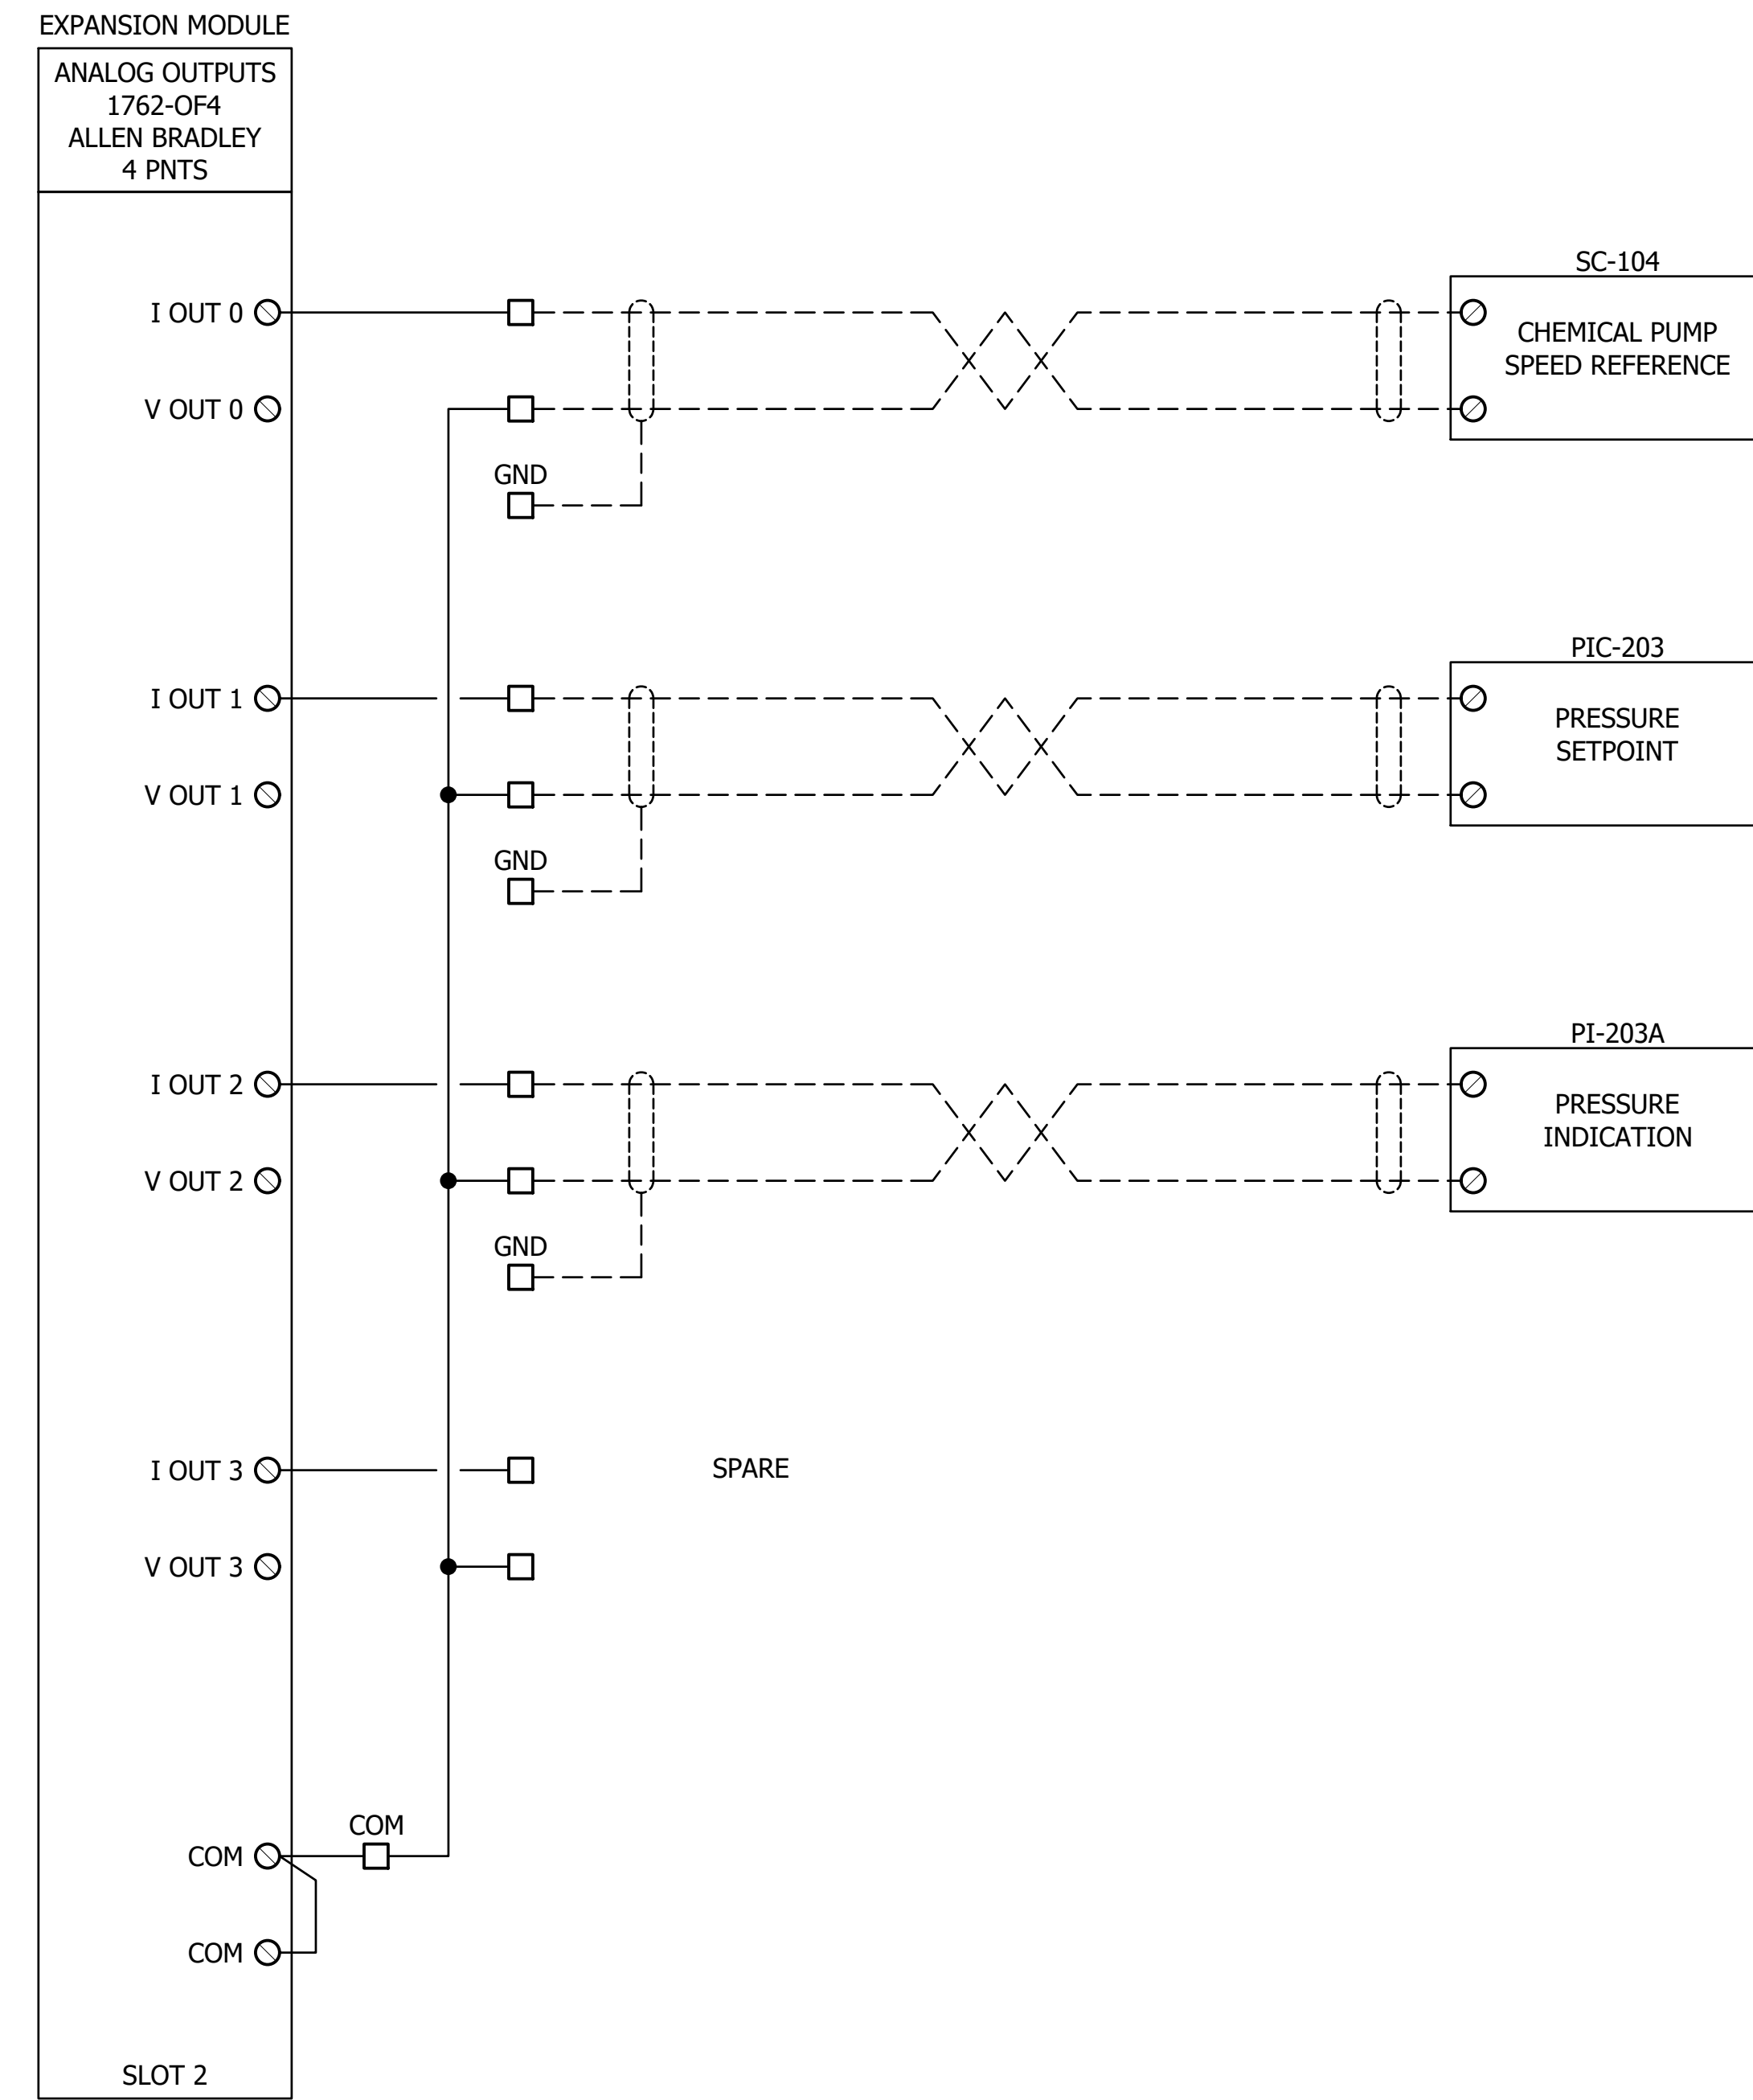 EXPANSION MODULE
ANALOG OUTPUTS
1762-OF4
ALLEN BRADLEY
4 PNTS
SC-104
I OUT 0
CHEMICAL PUMP
SPEED REFERENCE
V OUT 0
GND
PIC-203
I OUT 1
PRESSURE
SETPOINT
V OUT 1
GND
PI-203A
I OUT 2
PRESSURE
INDICATION
V OUT 2
GND
I OUT 3
SPARE
V OUT 3
COM
COM
COM
SLOT 2